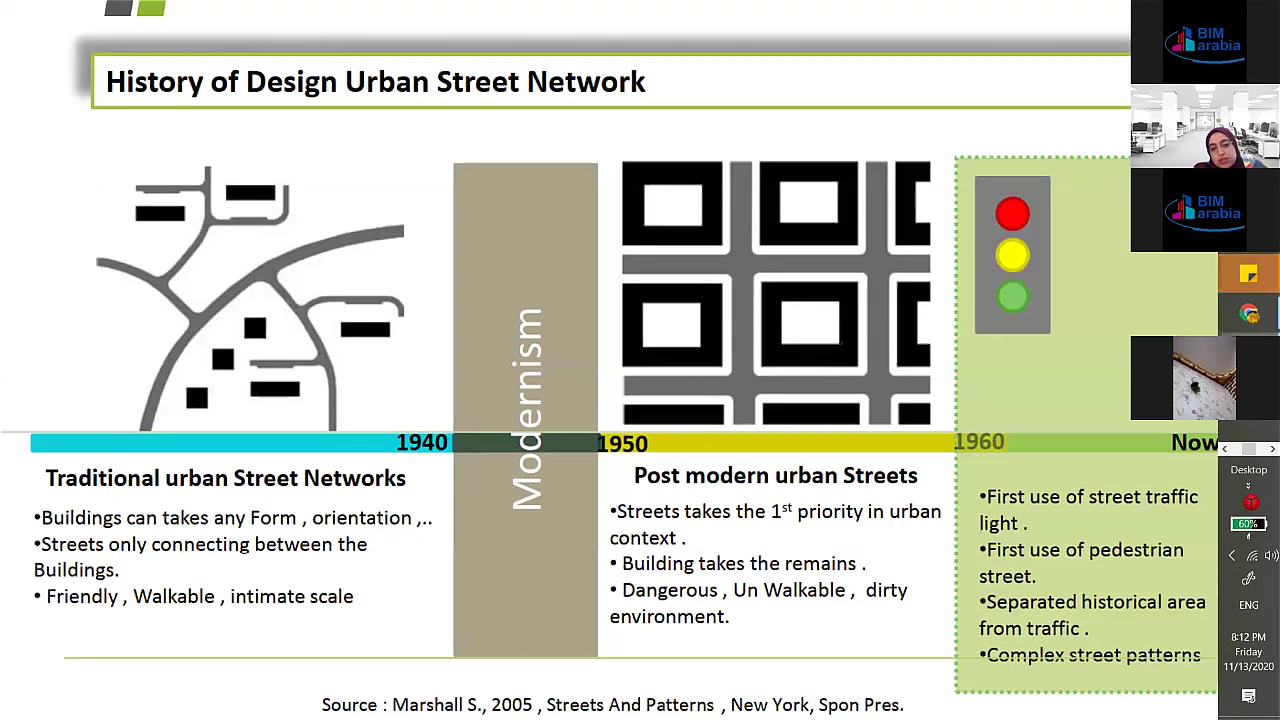 History of Design Urban Street Network
Modernism
1940
1950
1960
Now
Traditional urban Street Networks
•Buildings can takes any Form , orientation ,..
•Streets only connecting between the
Buildings.
• Friendly , Walkable , intimate scale
Post modern urban Streets
•Streets takes the 1st priority in urban
context .
• Building takes the remains .
• Dangerous , Un Walkable , dirty
environment.
•First use of street traffic
light .
•First use of pedestrian
street.
•Separated historical area
from traffic .
•Complex street patterns
Source : Marshall S., 2005 , Streets And Patterns , New York, Spon Pres.
BIM
arabia
BIM
arabia
Desktop
60%
ENG
8:12 PM
Friday
11/13/2020